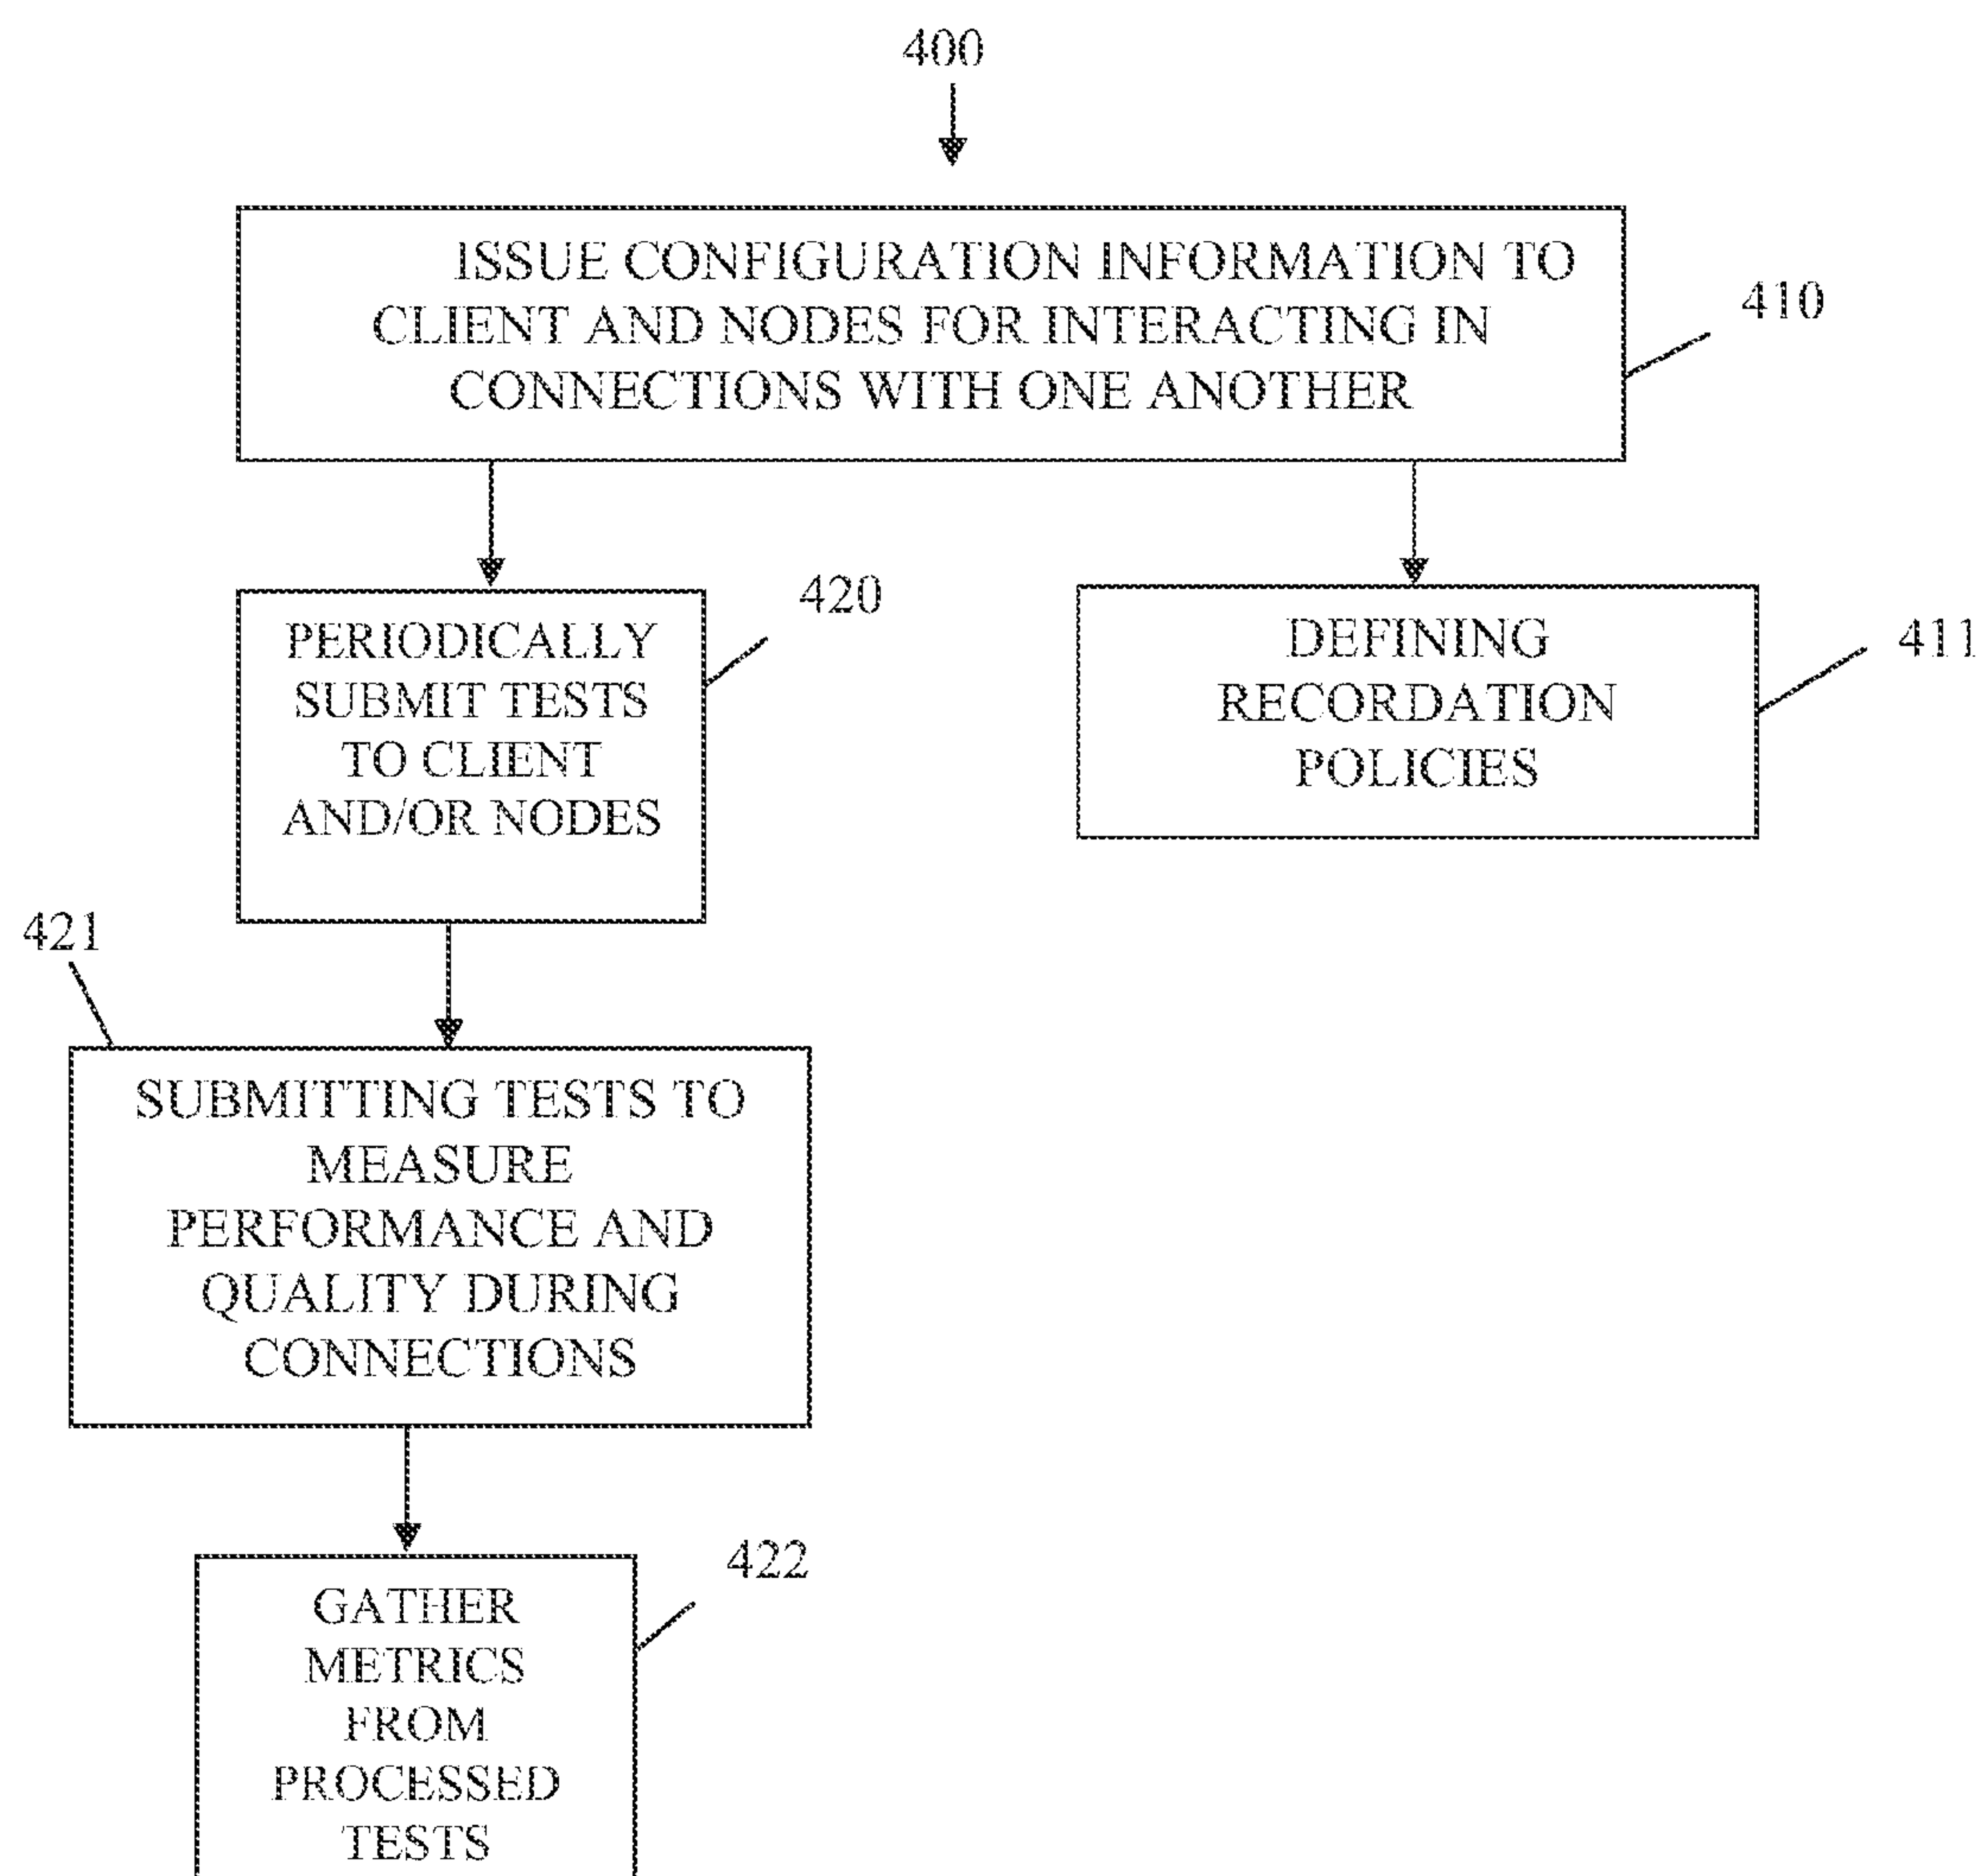 400
ISSUE CONFIGURATION INFORMATION TO
CLIENT AND NODES FOR INTERACTING IN
CONNECTIONS WITH ONE ANOTHER
410
PERIODICALLY
SUBMIT TESTS
TO CLIENT
AND/OR NODES
420
DEFINING
RECORDATION
POLICIES
411
421
SUBMITTING TESTS TO
MEASURE
PERFORMANCE AND
QUALITY DURING
CONNECTIONS
422
GATHER
METRICS
FROM
PROCESSED
TESTS